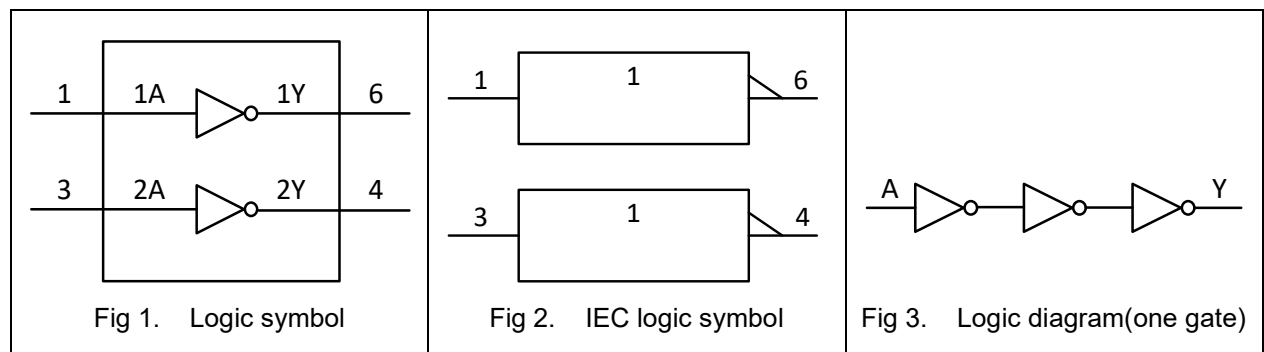 1 1A 1Y 6
3 2A 2Y 4
Fig 1. Logic symbol
1 1 6
3 1 4
Fig 2. IEC logic symbol
A Y
Fig 3. Logic diagram(one gate)